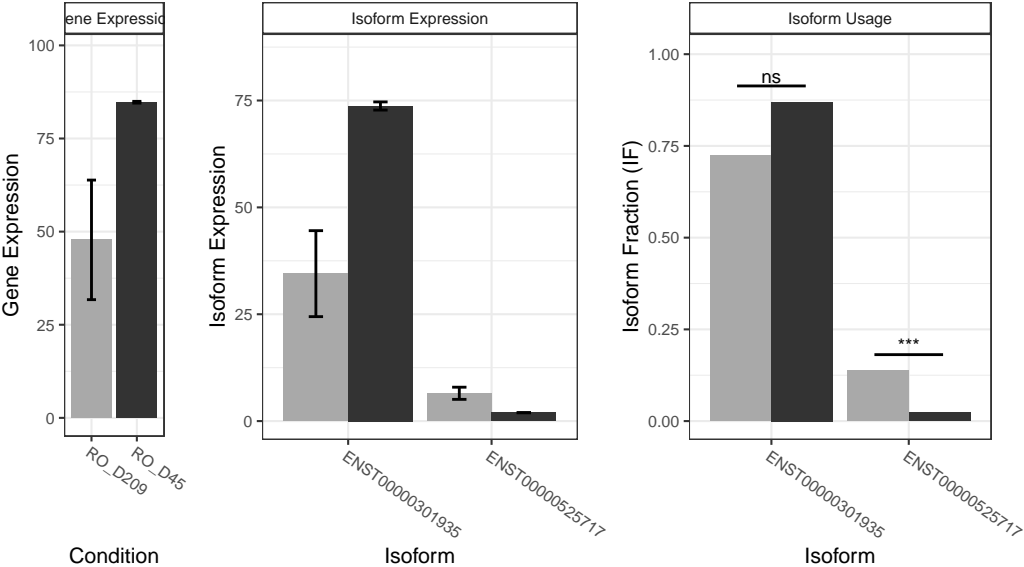 ene Expressio
Gene Expression
100
75
50
25
0
RO_D209
RO_D45
Condition
Isoform Expression
Isoform Expression
75
50
25
0
ENST00000301935
ENST00000525717
Isoform
Isoform Usage
Isoform Fraction (IF)
1.00
0.75
0.50
0.25
0.00
ns
***
ENST00000301935
ENST00000525717
Isoform